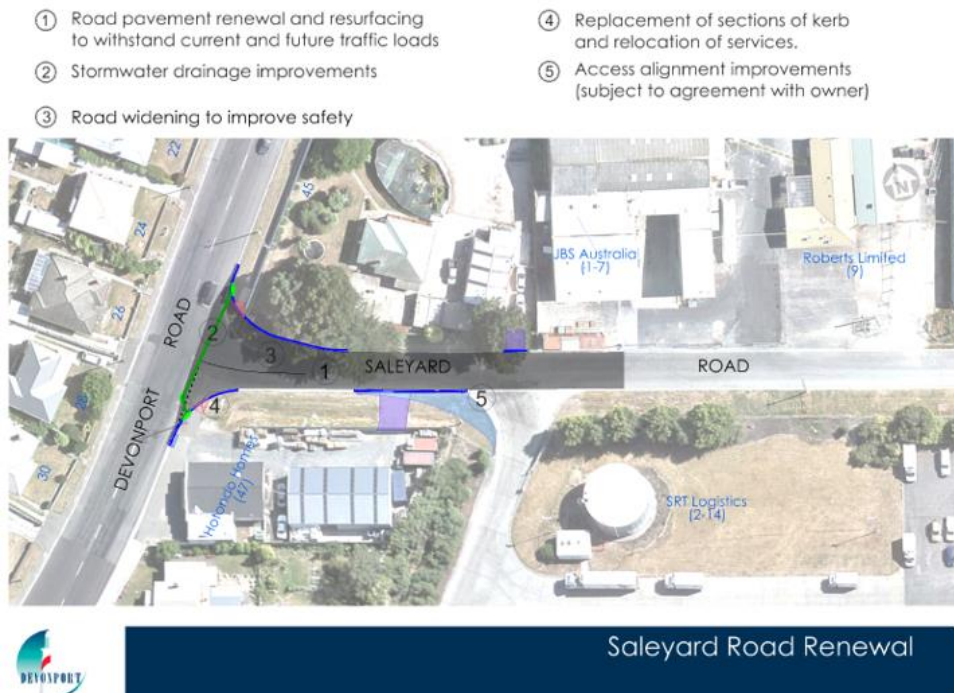 ① Road pavement renewal and resurfacing
to withstand current and future traffic loads
② Stormwater drainage improvements
③ Road widening to improve safety
④ Replacement of sections of kerb
and relocation of services.
⑤ Access alignment improvements
(subject to agreement with owner)
22
24
26
28
30
45
N
DEVONPORT ROAD
2
3
1
4
5
SALEYARD ROAD
JBS Australia
(1-7)
Roberts Limited
(9)
Hotondo Homes
(47)
SRT Logistics
(2-14)
DEVONPORT
Saleyard Road Renewal